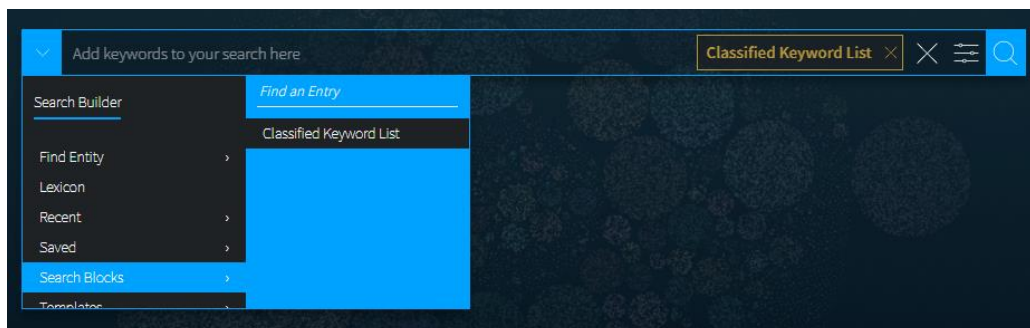 Add keywords to your search here
Classified Keyword List
Search Builder
Find Entity
Lexicon
Recent
Saved
Search Blocks
Templates
Find an Entry
Classified Keyword List